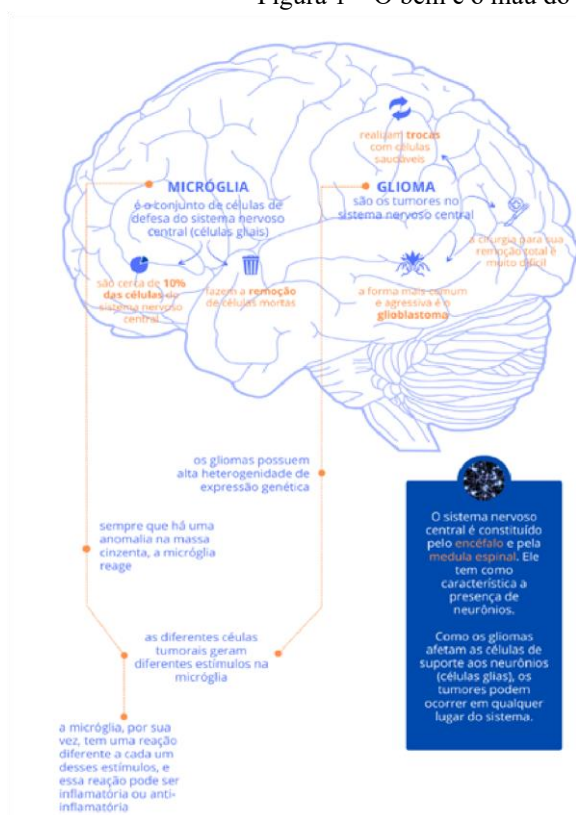 Figura 1 – O bem e o mau do
realizam trocas
com células
saudáveis
MICRÓGLIA
é o conjunto de células de
defesa do sistema nervoso
central (células gliais)
GLIOMA
são os tumores no
sistema nervoso central
a cirurgia para sua
remoção total é
muito difícil
são cerca de 10%
das células do
sistema nervoso
central
fazem a remoção
de células mortas
a forma mais comum
e agressiva é o
glioblastoma
os gliomas possuem
alta heterogenidade de
expressão genética
sempre que há uma
anomalia na massa
cinzenta, a micróglia
reage
as diferentes células
tumorais geram
diferentes estímulos na
micróglia
a micróglia, por sua
vez, tem uma reação
diferente a cada um
desses estímulos, e
essa reação pode ser
inflamatória ou anti-
inflamatória
O sistema nervoso
central é constituído
pelo encéfalo e pela
medula espinal. Ele
tem como
característica a
presença de
neurônios.
Como os gliomas
afetam as células de
suporte aos neurônios
(células glias), os
tumores podem
ocorrer em qualquer
lugar do sistema.